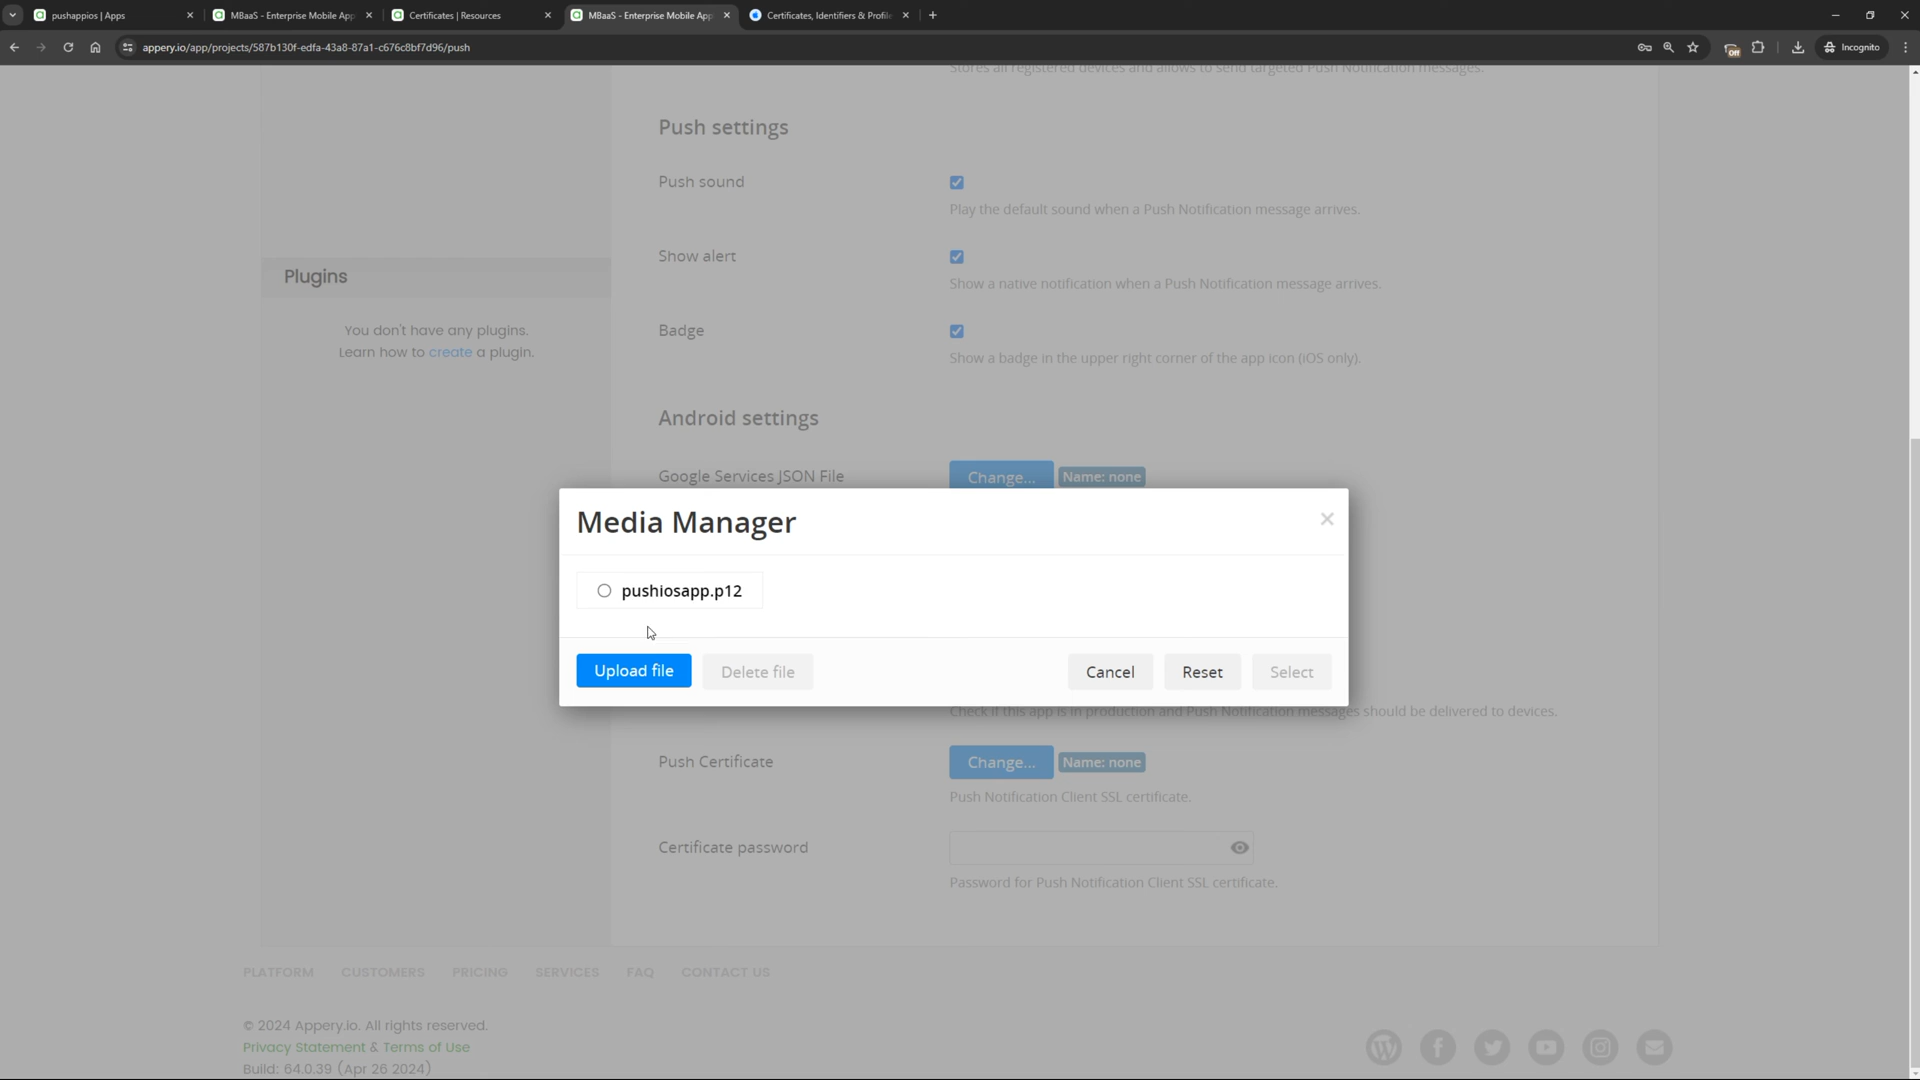 pushappios | Apps
MBaaS - Enterprise Mobile App
Certificates | Resources
MBaaS - Enterprise Mobile App
Certificates, Identifiers & Profile
appery.io/app/projects/587b130f-edfa-43a8-87a1-c676c8bf7d96/push
Off
Incognito
Stores all registered devices and allows to send targeted Push Notification messages.
Push settings
Push sound
Play the default sound when a Push Notification message arrives.
Show alert
Show a native notification when a Push Notification message arrives.
Plugins
You don't have any plugins.
Learn how to create a plugin.
Badge
Show a badge in the upper right corner of the app icon (iOS only).
Android settings
Google Services JSON File
Change... Name: none
Media Manager
pushiosapp.p12
Upload file Delete file Cancel Reset Select
Check if this app is in production and Push Notification messages should be delivered to devices.
Push Certificate
Change... Name: none
Push Notification Client SSL certificate.
Certificate password
Password for Push Notification Client SSL certificate.
PLATFORM CUSTOMERS PRICING SERVICES FAQ CONTACT US
© 2024 Appery.io. All rights reserved.
Privacy Statement & Terms of Use
Build: 64.0.39 (Apr 26 2024)